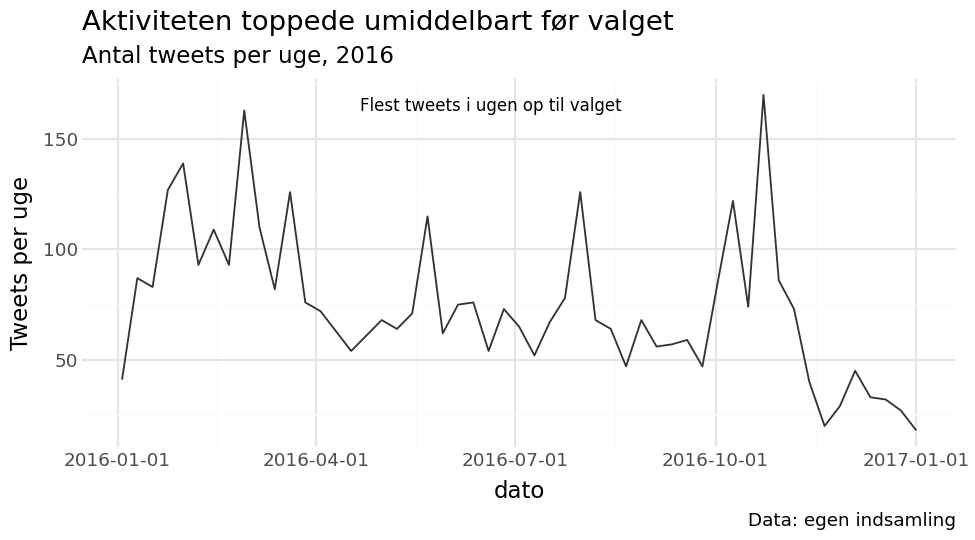 Aktiviteten toppede umiddelbart før valget
Antal tweets per uge, 2016
Flest tweets i ugen op til valget
Tweets per uge
150
100
50
2016-01-01
2016-04-01
2016-07-01
2016-10-01
2017-01-01
dato
Data: egen indsamling